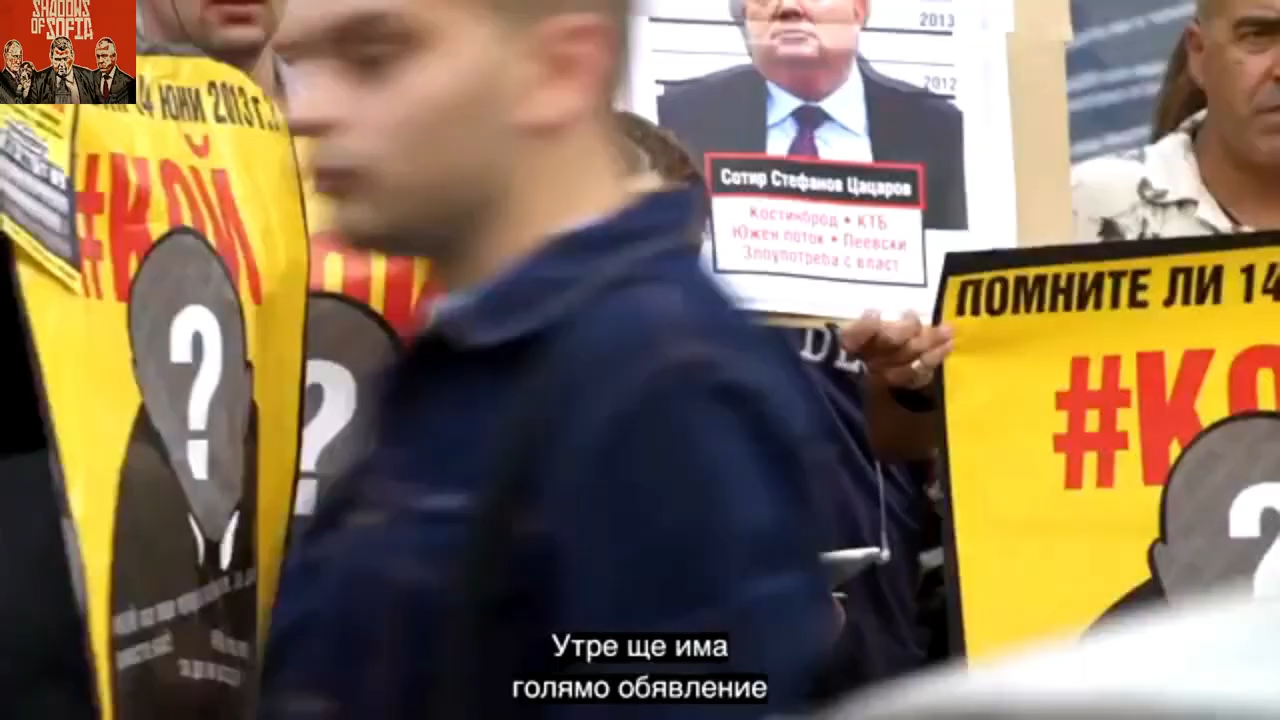 SHADOWS
OF SOFIA
14 ЮНИ 2013 г.
#КОЙ
?
?
2013
2012
Сотир Стефанов Цацаров
Костинброд • КТБ
Южен поток • Пеевски
Злоупотреба с власт
DE
ПОМНИТЕ ЛИ 14
#КО
?
Утре ще има
голямо обявление